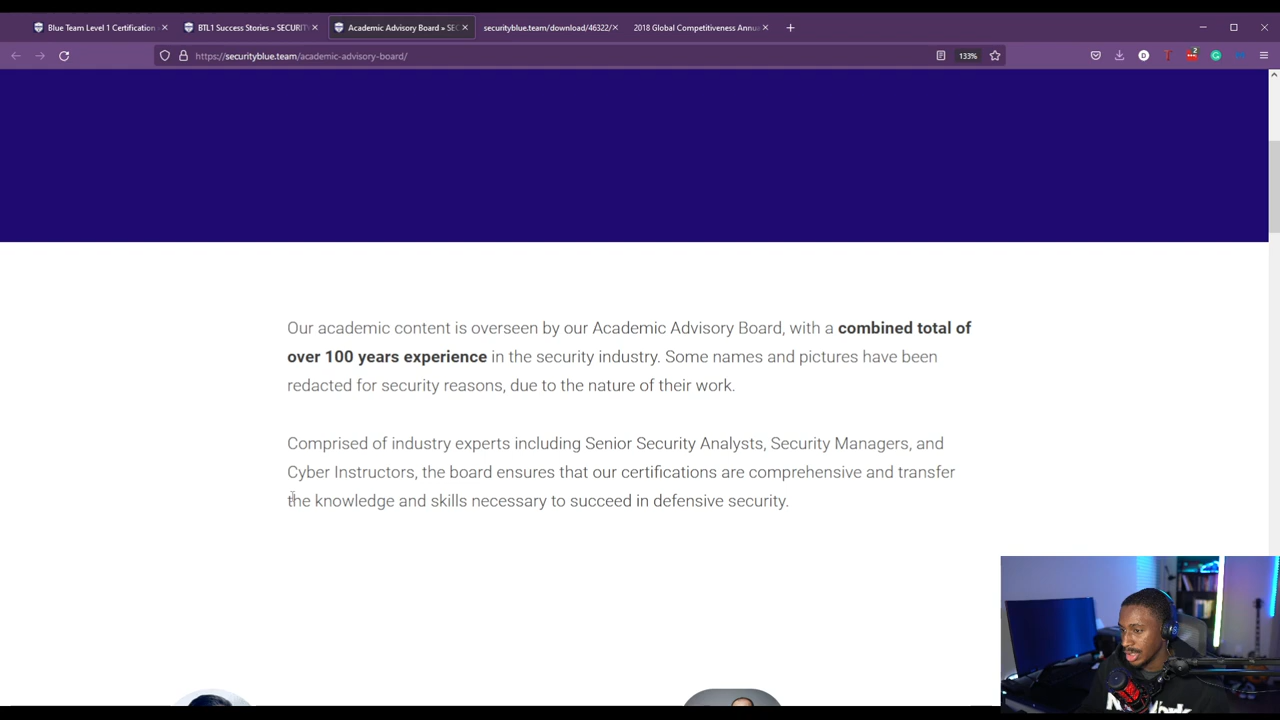 Blue Team Level 1 Certification
BTL1 Success Stories » SECURITY
Academic Advisory Board » SEC
securityblue.team/download/46322/
2018 Global Competitiveness Annu
https://securityblue.team/academic-advisory-board/
133%
Our academic content is overseen by our Academic Advisory Board, with a combined total of
over 100 years experience in the security industry. Some names and pictures have been
redacted for security reasons, due to the nature of their work.
Comprised of industry experts including Senior Security Analysts, Security Managers, and
Cyber Instructors, the board ensures that our certifications are comprehensive and transfer
the knowledge and skills necessary to succeed in defensive security.